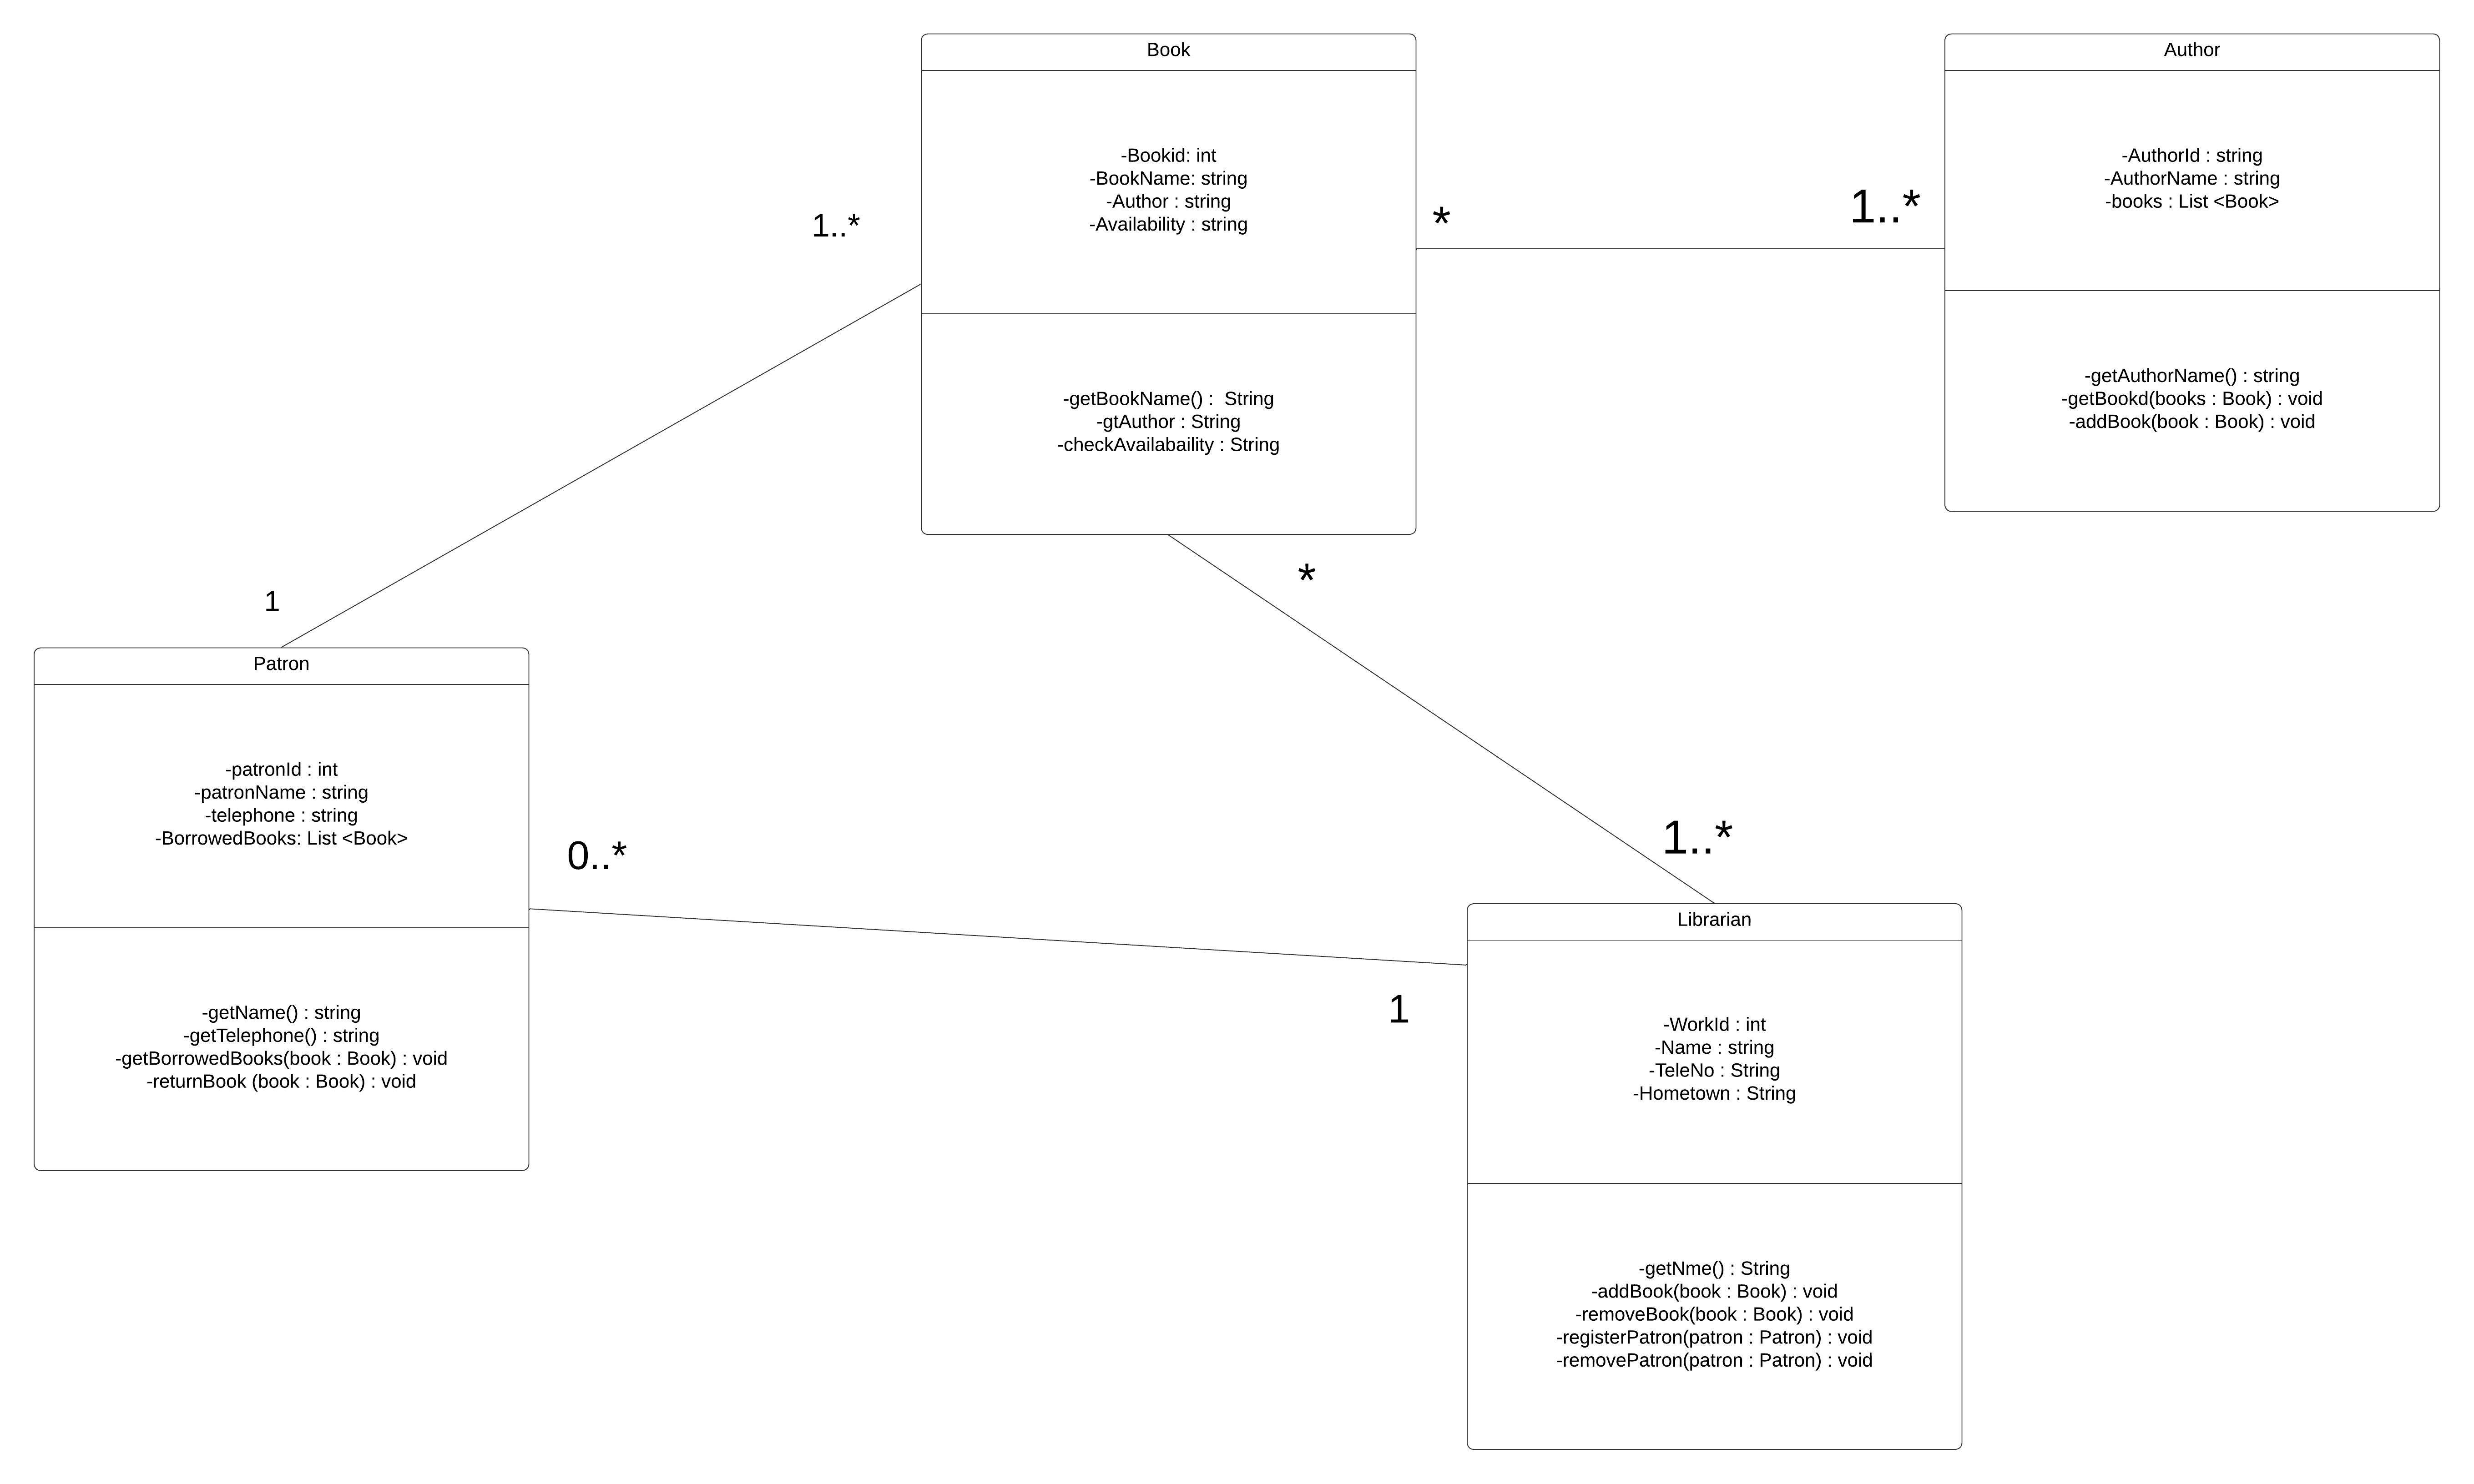 Book
-Bookid: int
-BookName: string
-Author : string
-Availability : string
-getBookName() :  String
-gtAuthor : String
-checkAvailabaility : String
Author
-AuthorId : string
-AuthorName : string
-books : List <Book>
-getAuthorName() : string
-getBookd(books : Book) : void
-addBook(book : Book) : void
1..*
*
1..*
1
*
1..*
Patron
-patronId : int
-patronName : string
-telephone : string
-BorrowedBooks: List <Book>
-getName() : string
-getTelephone() : string
-getBorrowedBooks(book : Book) : void
-returnBook (book : Book) : void
0..*
1
Librarian
-WorkId : int
-Name : string
-TeleNo : String
-Hometown : String
-getNme() : String
-addBook(book : Book) : void
-removeBook(book : Book) : void
-registerPatron(patron : Patron) : void
-removePatron(patron : Patron) : void